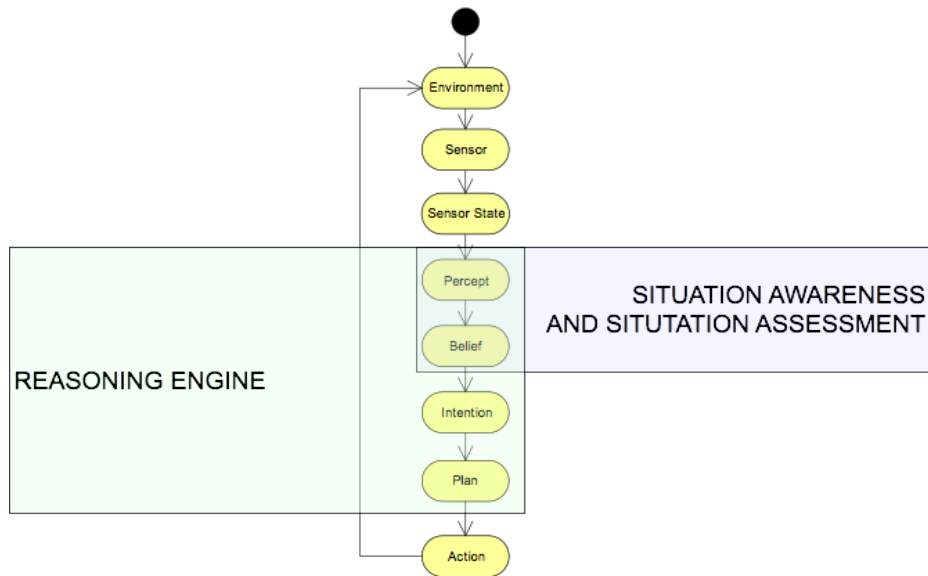 Environment
Sensor
Sensor State
Percept
SITUATION AWARENESS
AND SITUTATION ASSESSMENT
Belief
REASONING ENGINE
Intention
Plan
Action